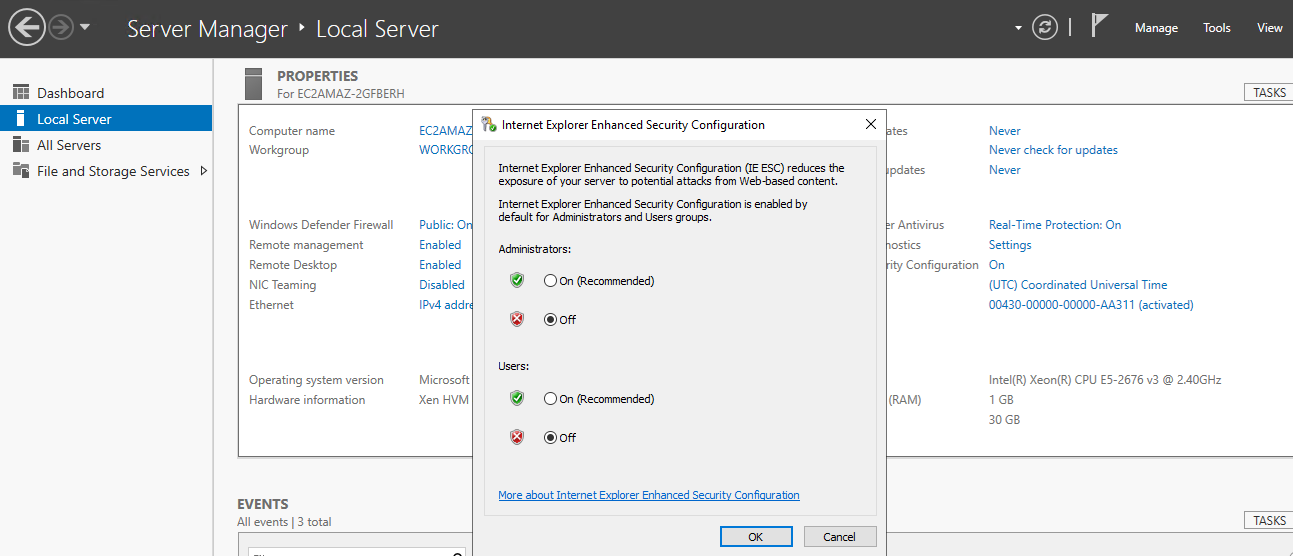 Server Manager ‣ Local Server
Manage Tools View
Dashboard
Local Server
All Servers
File and Storage Services
PROPERTIES
For EC2AMAZ-2GFBERH
TASKS
Computer name EC2AMAZ
Workgroup WORKGRO
Windows Defender Firewall Public: On
Remote management Enabled
Remote Desktop Enabled
NIC Teaming Disabled
Ethernet IPv4 addre
Operating system version Microsoft
Hardware information Xen HVM
Internet Explorer Enhanced Security Configuration
Internet Explorer Enhanced Security Configuration (IE ESC) reduces the
exposure of your server to potential attacks from Web-based content.
Internet Explorer Enhanced Security Configuration is enabled by
default for Administrators and Users groups.
Administrators:
On (Recommended)
Off
Users:
On (Recommended)
Off
More about Internet Explorer Enhanced Security Configuration
OK Cancel
dates Never
Never check for updates
updates Never
er Antivirus Real-Time Protection: On
nostics Settings
urity Configuration On
(UTC) Coordinated Universal Time
00430-00000-00000-AA311 (activated)
Intel(R) Xeon(R) CPU E5-2676 v3 @ 2.40GHz
(RAM) 1 GB
30 GB
EVENTS
All events | 3 total
TASKS